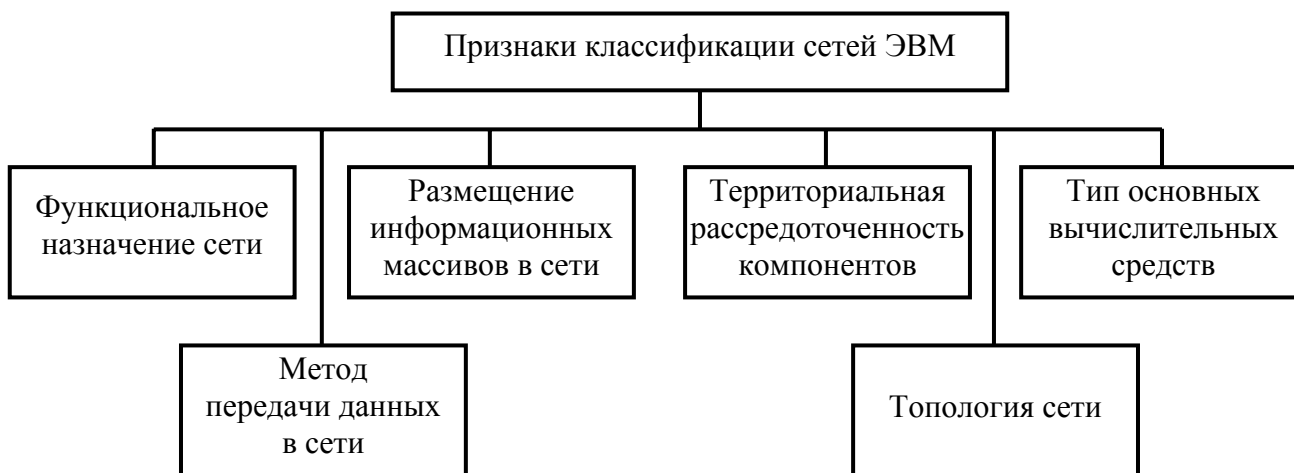 Признаки классификации сетей ЭВМ
Функциональное
назначение сети
Размещение
информационных
массивов в сети
Территориальная
рассредоточенность
компонентов
Тип основных
вычислительных
средств
Метод
передачи данных
в сети
Топология сети